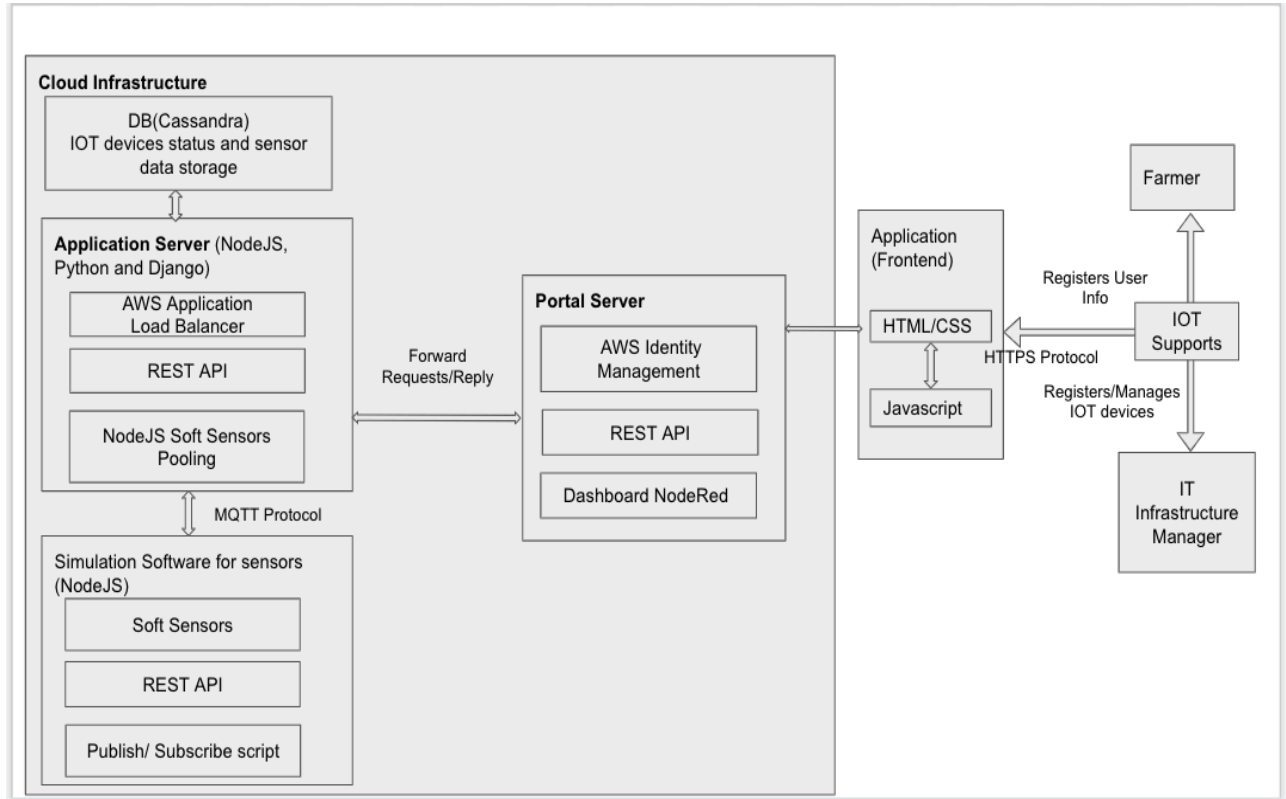 Cloud Infrastructure
DB(Cassandra)
IOT devices status and sensor
data storage
Application Server (NodeJS,
Python and Django)
AWS Application
Load Balancer
REST API
NodeJS Soft Sensors
Pooling
MQTT Protocol
Simulation Software for sensors
(NodeJS)
Soft Sensors
REST API
Publish/ Subscribe script
Forward
Requests/Reply
Portal Server
AWS Identity
Management
REST API
Dashboard NodeRed
Application
(Frontend)
HTML/CSS
Javascript
Registers User
Info
HTTPS Protocol
Registers/Manages
IOT devices
Farmer
IOT
Supports
IT
Infrastructure
Manager